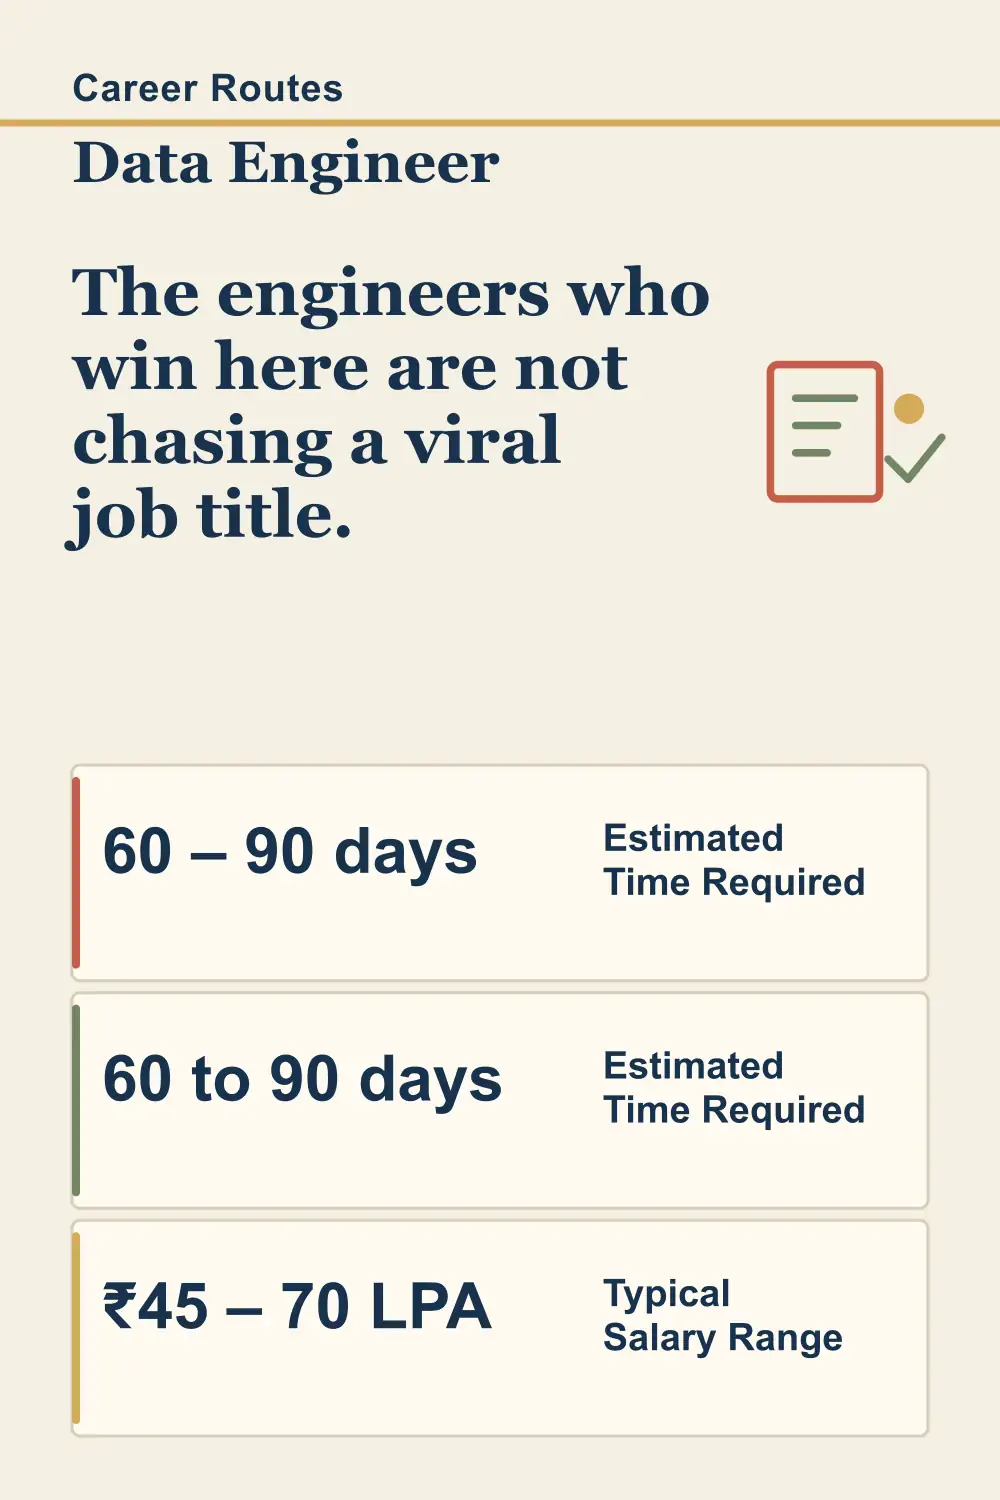 Career Routes
Data Engineer
The engineers who
win here are not
chasing a viral
job title.
60 – 90 days
Estimated
Time Required
60 to 90 days
Estimated
Time Required
₹45 – 70 LPA
Typical
Salary Range